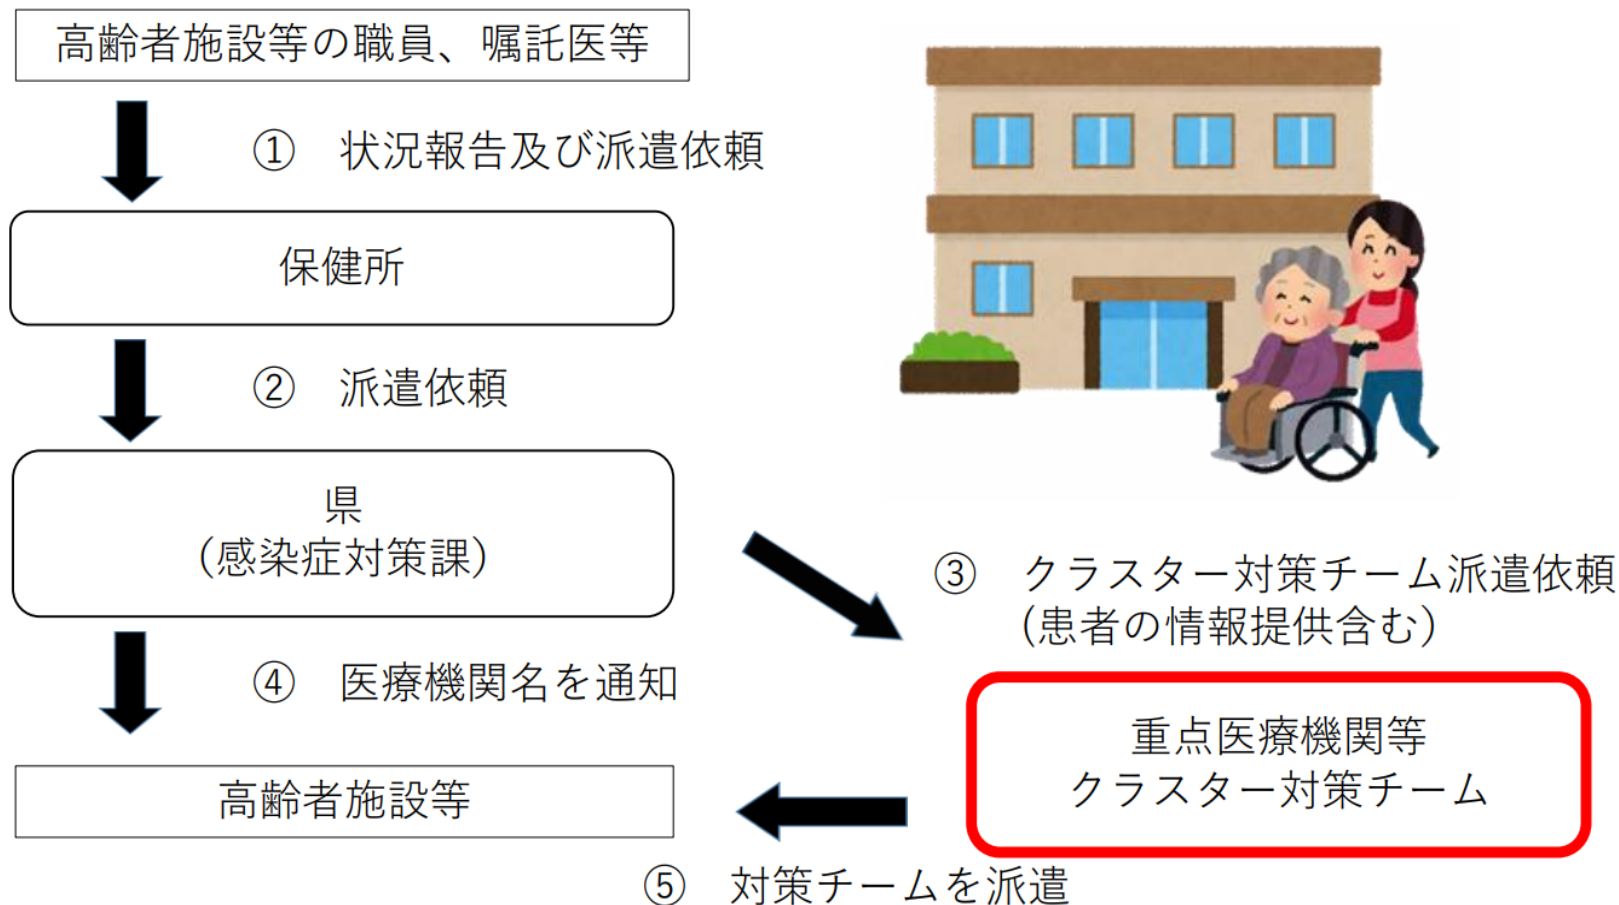 高齢者施設等の職員、嘱託医等
① 状況報告及び派遣依頼
保健所
② 派遣依頼
県
(感染症対策課)
③ クラスター対策チーム派遣依頼
(患者の情報提供含む)
④ 医療機関名を通知
重点医療機関等
クラスター対策チーム
高齢者施設等
⑤ 対策チームを派遣